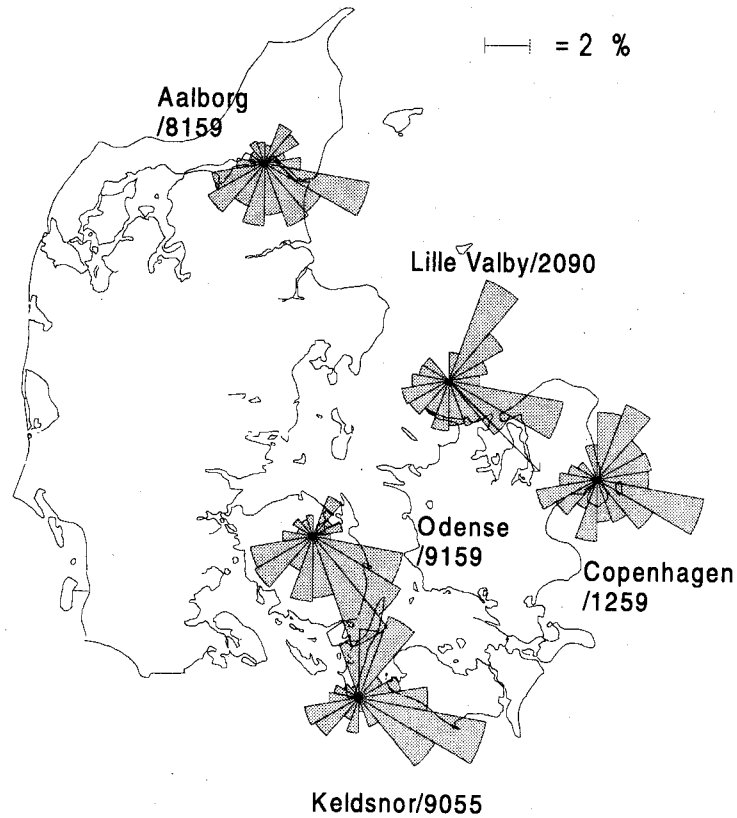 = 2 %
Aalborg
/8159
Lille Valby/2090
Odense
/9159
Copenhagen
/1259
Keldsnor/9055